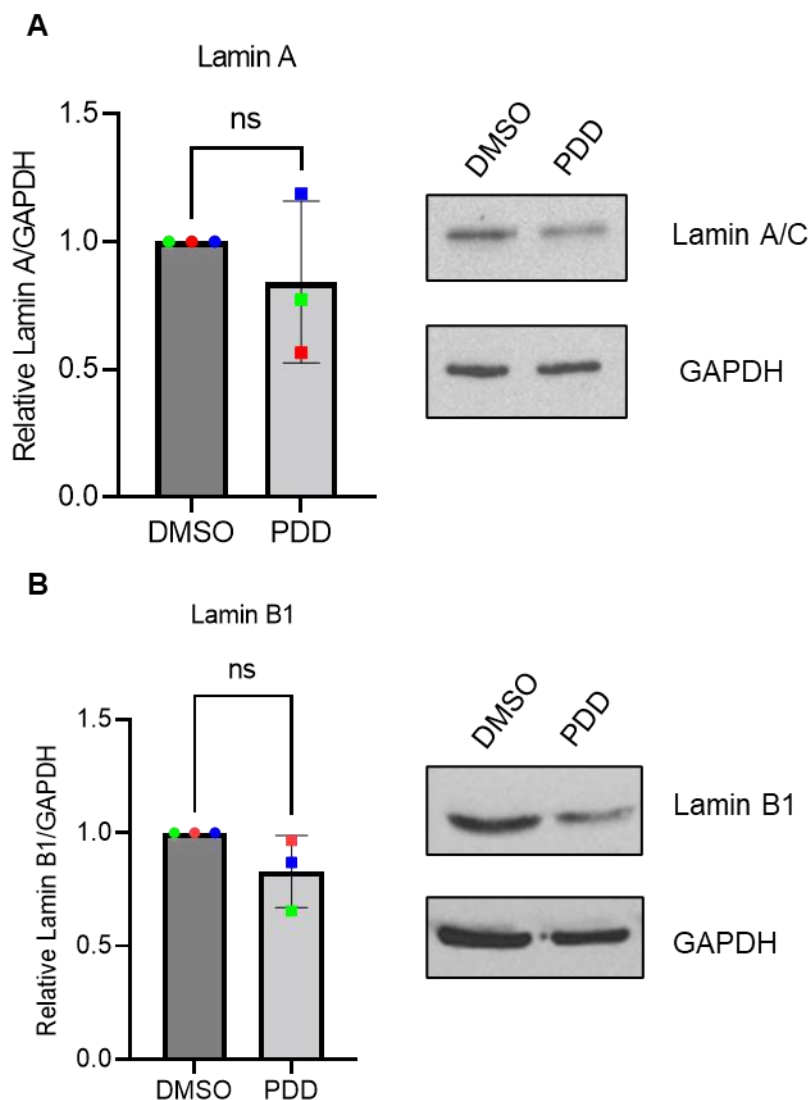 A
Lamin A
Relative Lamin A/GAPDH
1.5
1.0
0.5
0.0
ns
DMSO
PDD
DMSO
PDD
Lamin A/C
GAPDH
B
Lamin B1
Relative Lamin B1/GAPDH
1.5
1.0
0.5
0.0
ns
DMSO
PDD
DMSO
PDD
Lamin B1
GAPDH